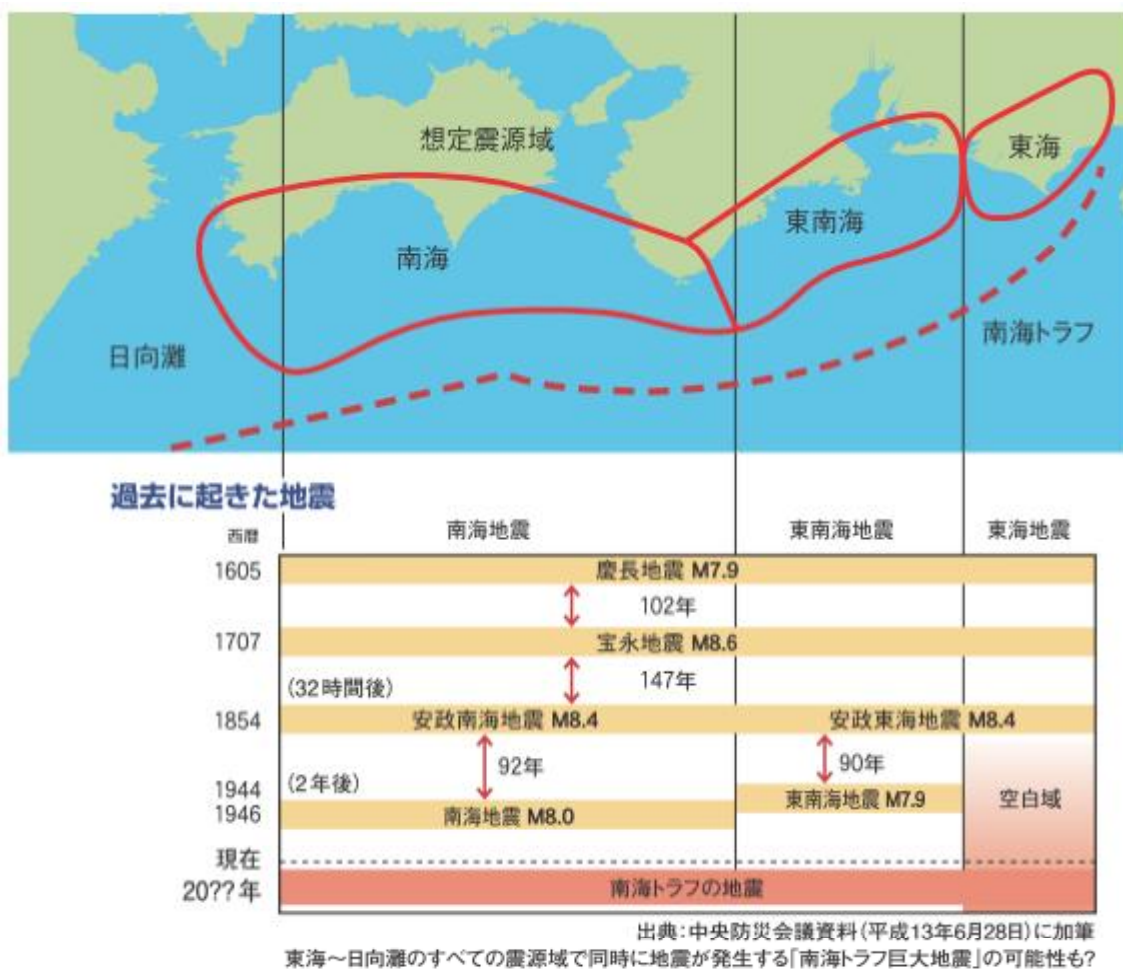 想定震源域
東海
東南海
南海
南海トラフ
日向灘
過去に起きた地震
西暦
南海地震
東南海地震
東海地震
1605
慶長地震 M7.9
102年
1707
宝永地震 M8.6
147年
(32時間後)
1854
安政南海地震 M8.4
安政東海地震 M8.4
92年
90年
(2年後)
1944
東南海地震 M7.9
空白域
1946
南海地震 M8.0
現在
20??年
南海トラフの地震
出典:中央防災会議資料(平成13年6月28日)に加筆
東海〜日向灘のすべての震源域で同時に地震が発生する「南海トラフ巨大地震」の可能性も?